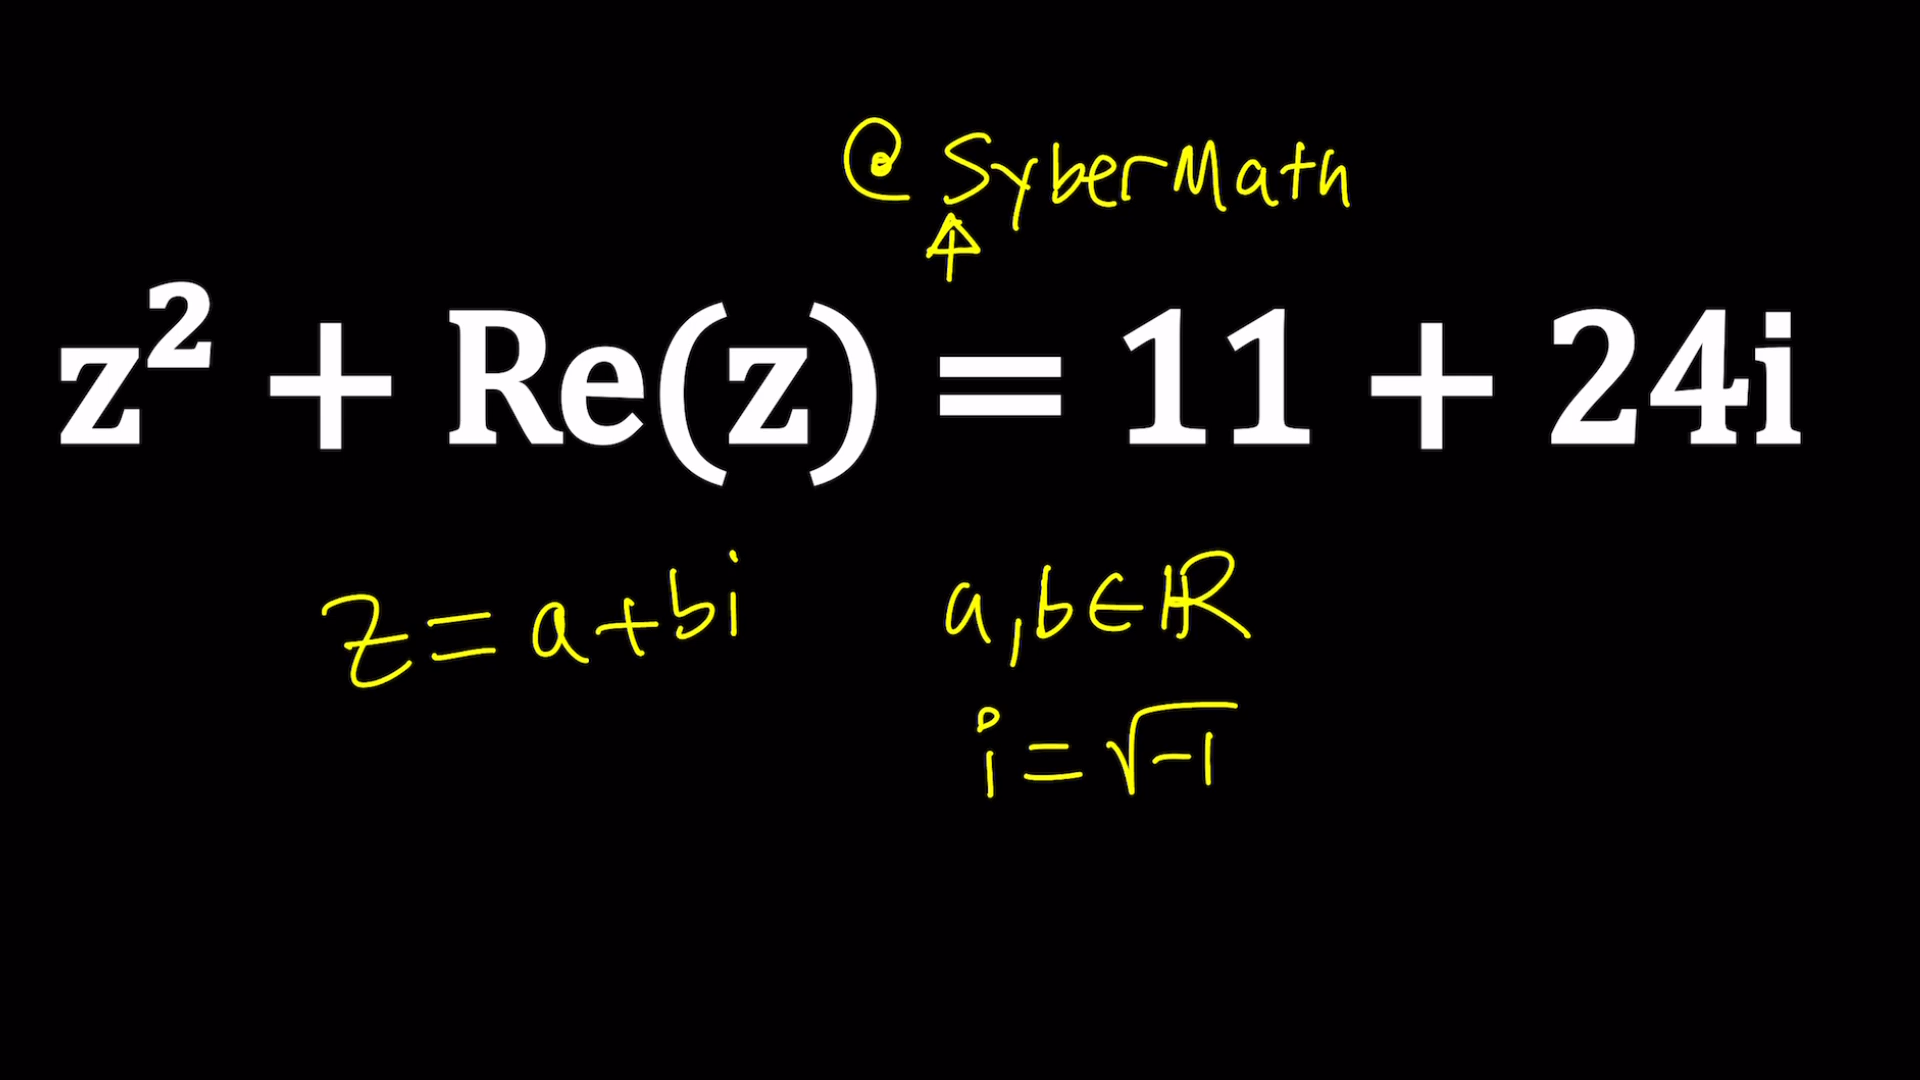 @SyberMath
z² + Re(z) = 11 + 24i
z = a+bi a,b∈ℝ
i = √-1